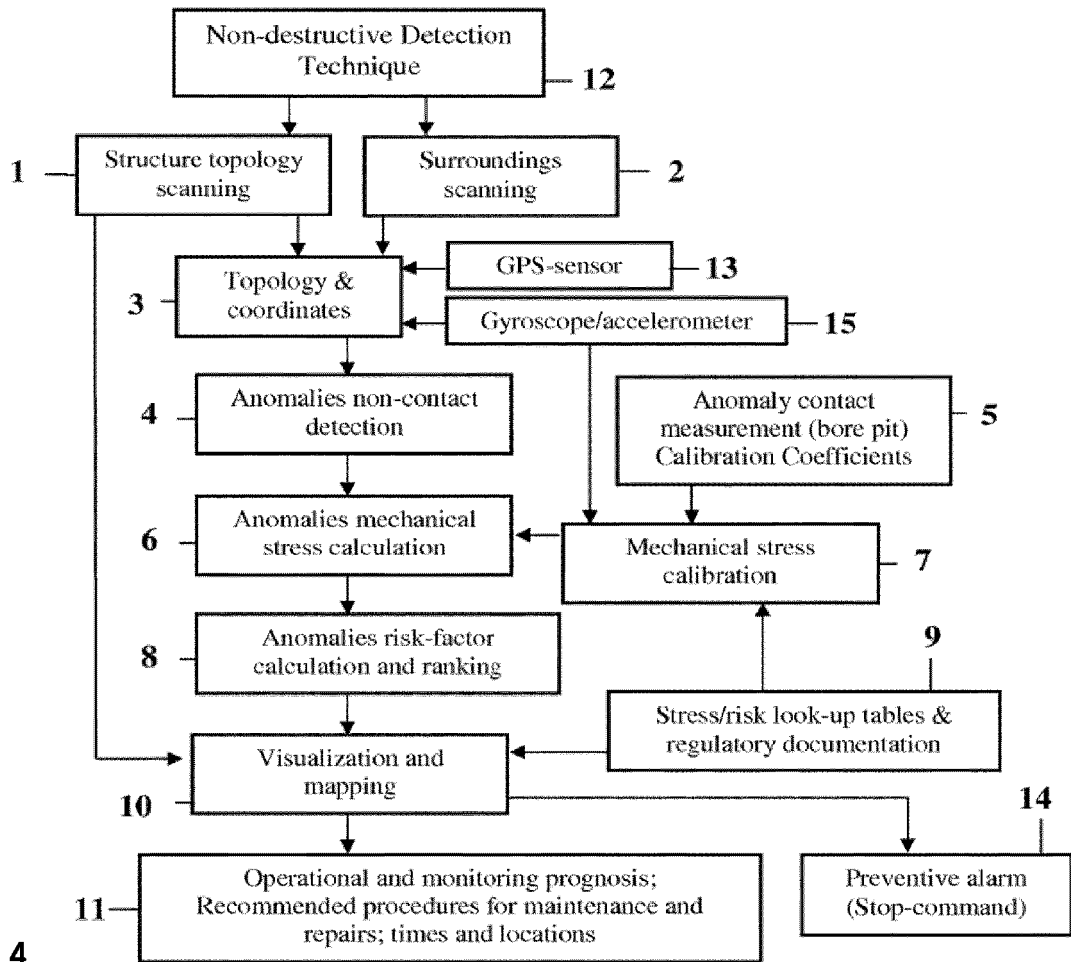 Non-destructive Detection
Technique
12
1
Structure topology
scanning
Surroundings
scanning
2
3
Topology &
coordinates
GPS-sensor
13
Gyroscope/accelerometer
15
4
Anomalies non-contact
detection
Anomaly contact
measurement (bore pit)
Calibration Coefficients
5
6
Anomalies mechanical
stress calculation
Mechanical stress
calibration
7
8
Anomalies risk-factor
calculation and ranking
9
Stress/risk look-up tables &
regulatory documentation
Visualization and
mapping
10
14
11
Operational and monitoring prognosis;
Recommended procedures for maintenance and
repairs; times and locations
Preventive alarm
(Stop-command)
4